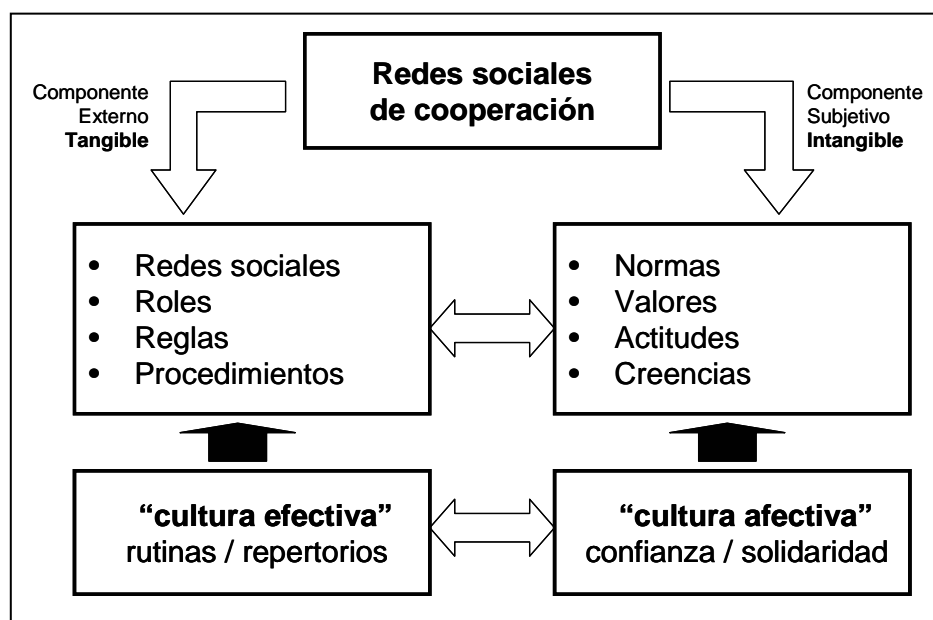 Redes sociales
de cooperación
Componente
Externo
Tangible
Componente
Subjetivo
Intangible
• Redes sociales
• Roles
• Reglas
• Procedimientos
• Normas
• Valores
• Actitudes
• Creencias
“cultura efectiva”
rutinas / repertorios
“cultura afectiva”
confianza / solidaridad